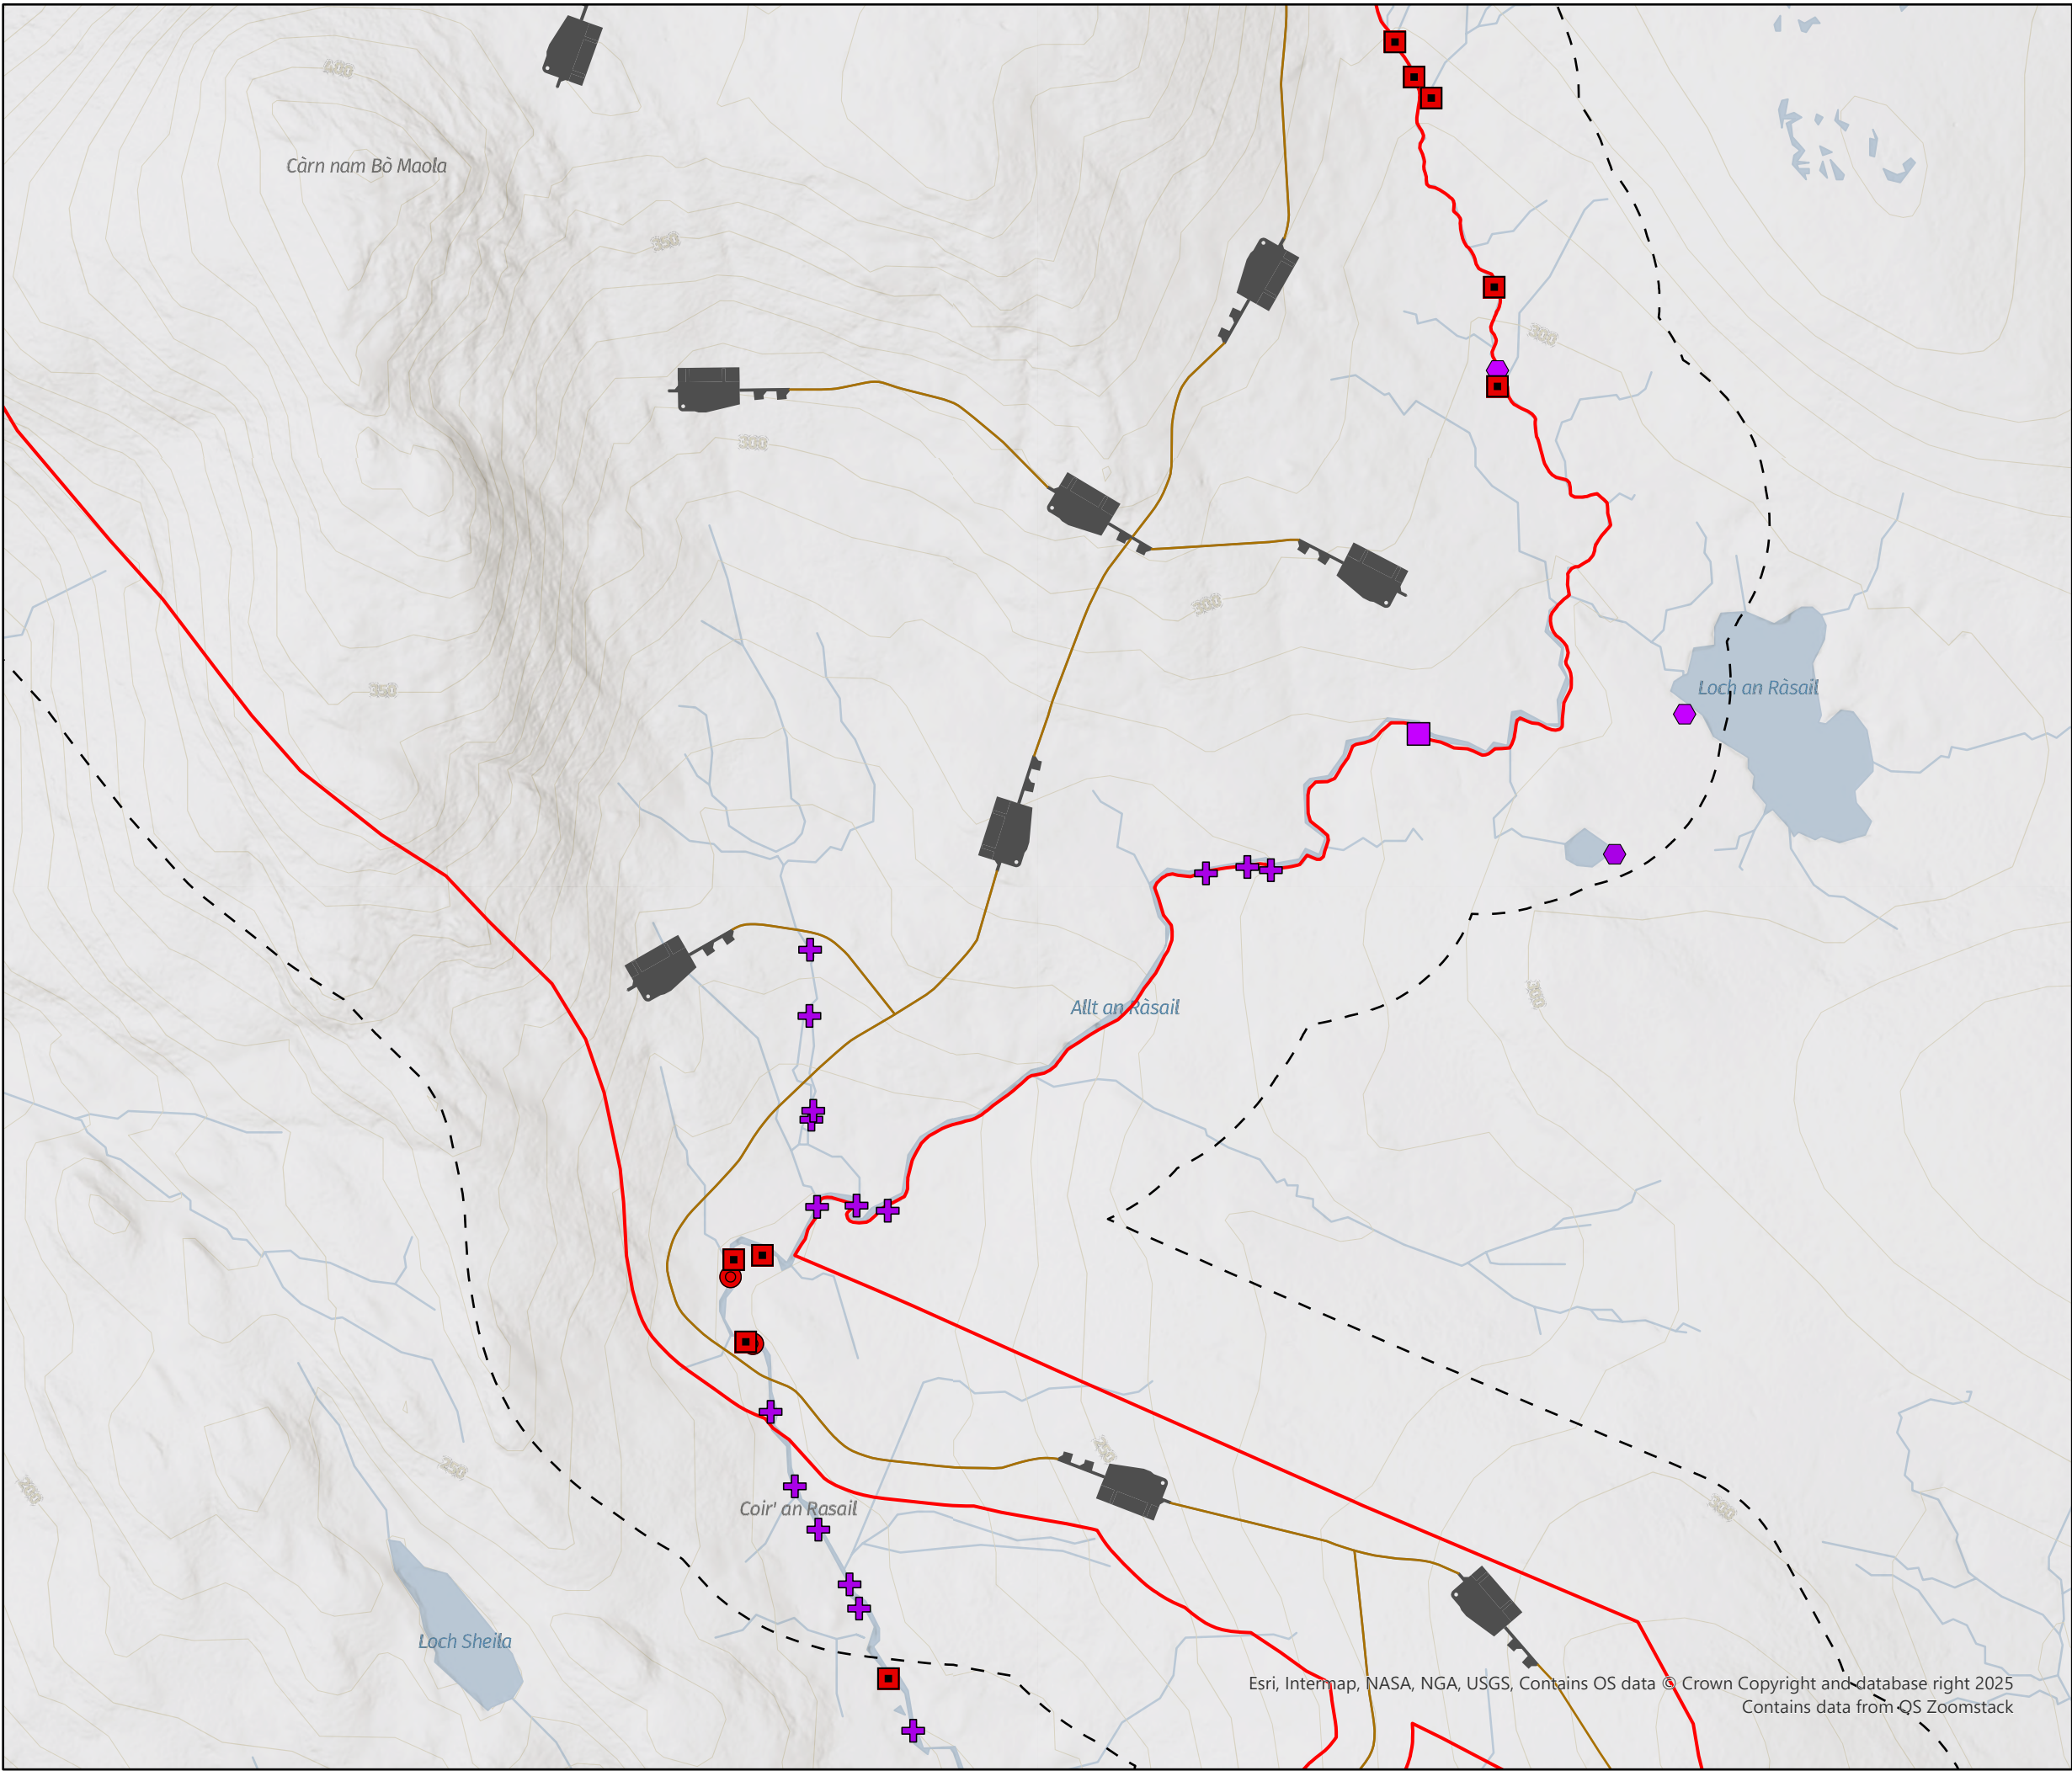 Càrn nam Bò Maola
Loch an Ràsail
Allt an Ràsail
Coir' an Rasail
Loch Sheila
Esri, Intermap, NASA, NGA, USGS, Contains OS data © Crown Copyright and database right 2025
Contains data from OS Zoomstack